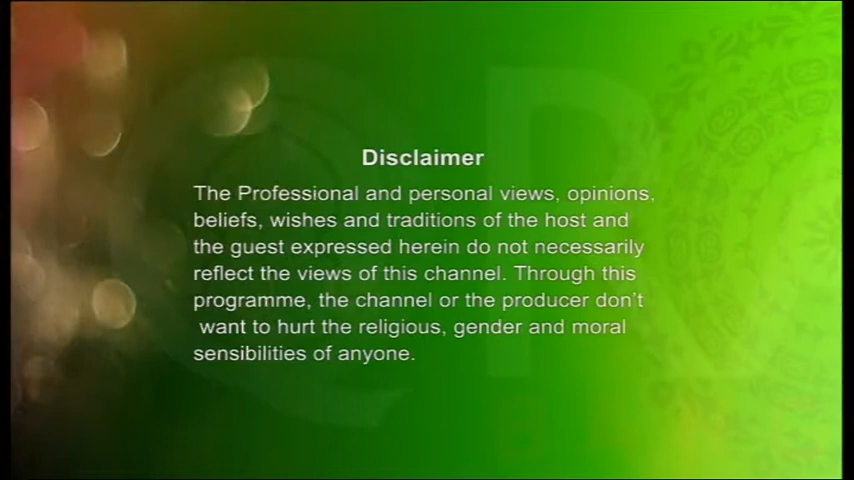 Disclaimer
The Professional and personal views, opinions,
beliefs, wishes and traditions of the host and
the guest expressed herein do not necessarily
reflect the views of this channel. Through this
programme, the channel or the producer don't
want to hurt the religious, gender and moral
sensibilities of anyone.